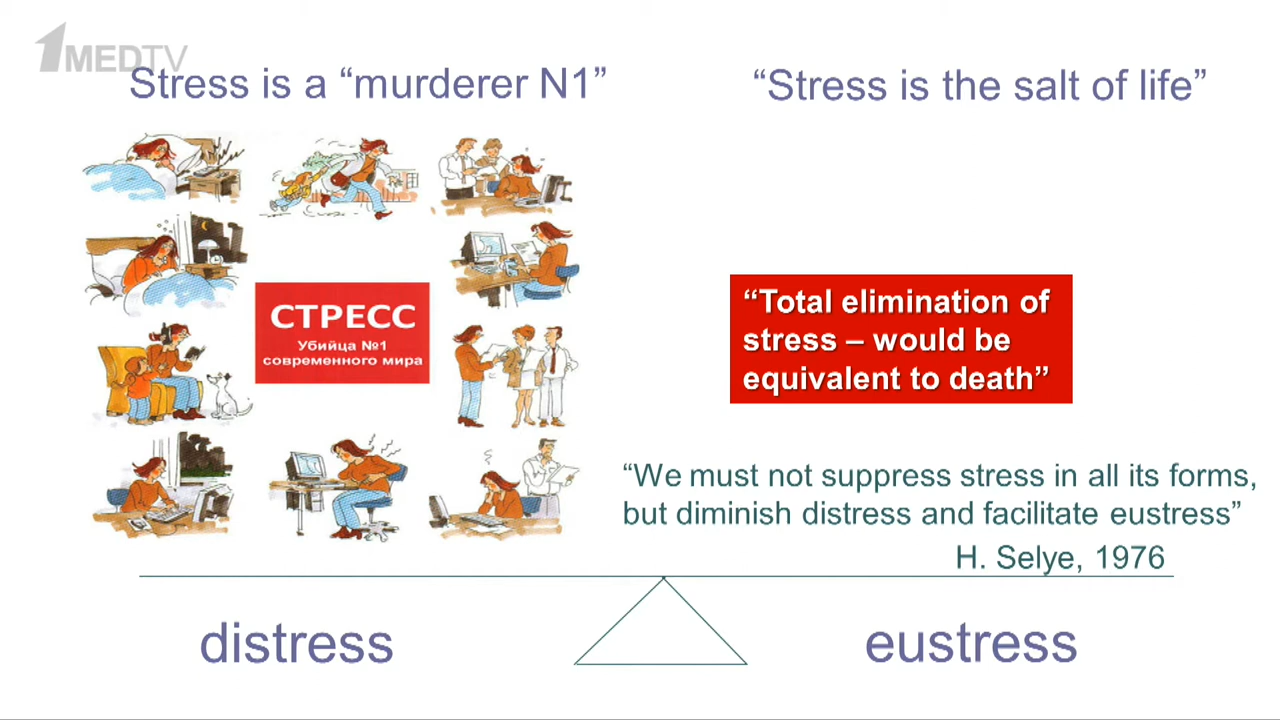 1MEDTV
Stress is a “murderer N1”
“Stress is the salt of life”
СТРЕСС
Убийца №1
современного мира
“Total elimination of
stress – would be
equivalent to death”
“We must not suppress stress in all its forms,
but diminish distress and facilitate eustress”
H. Selye, 1976
distress
eustress